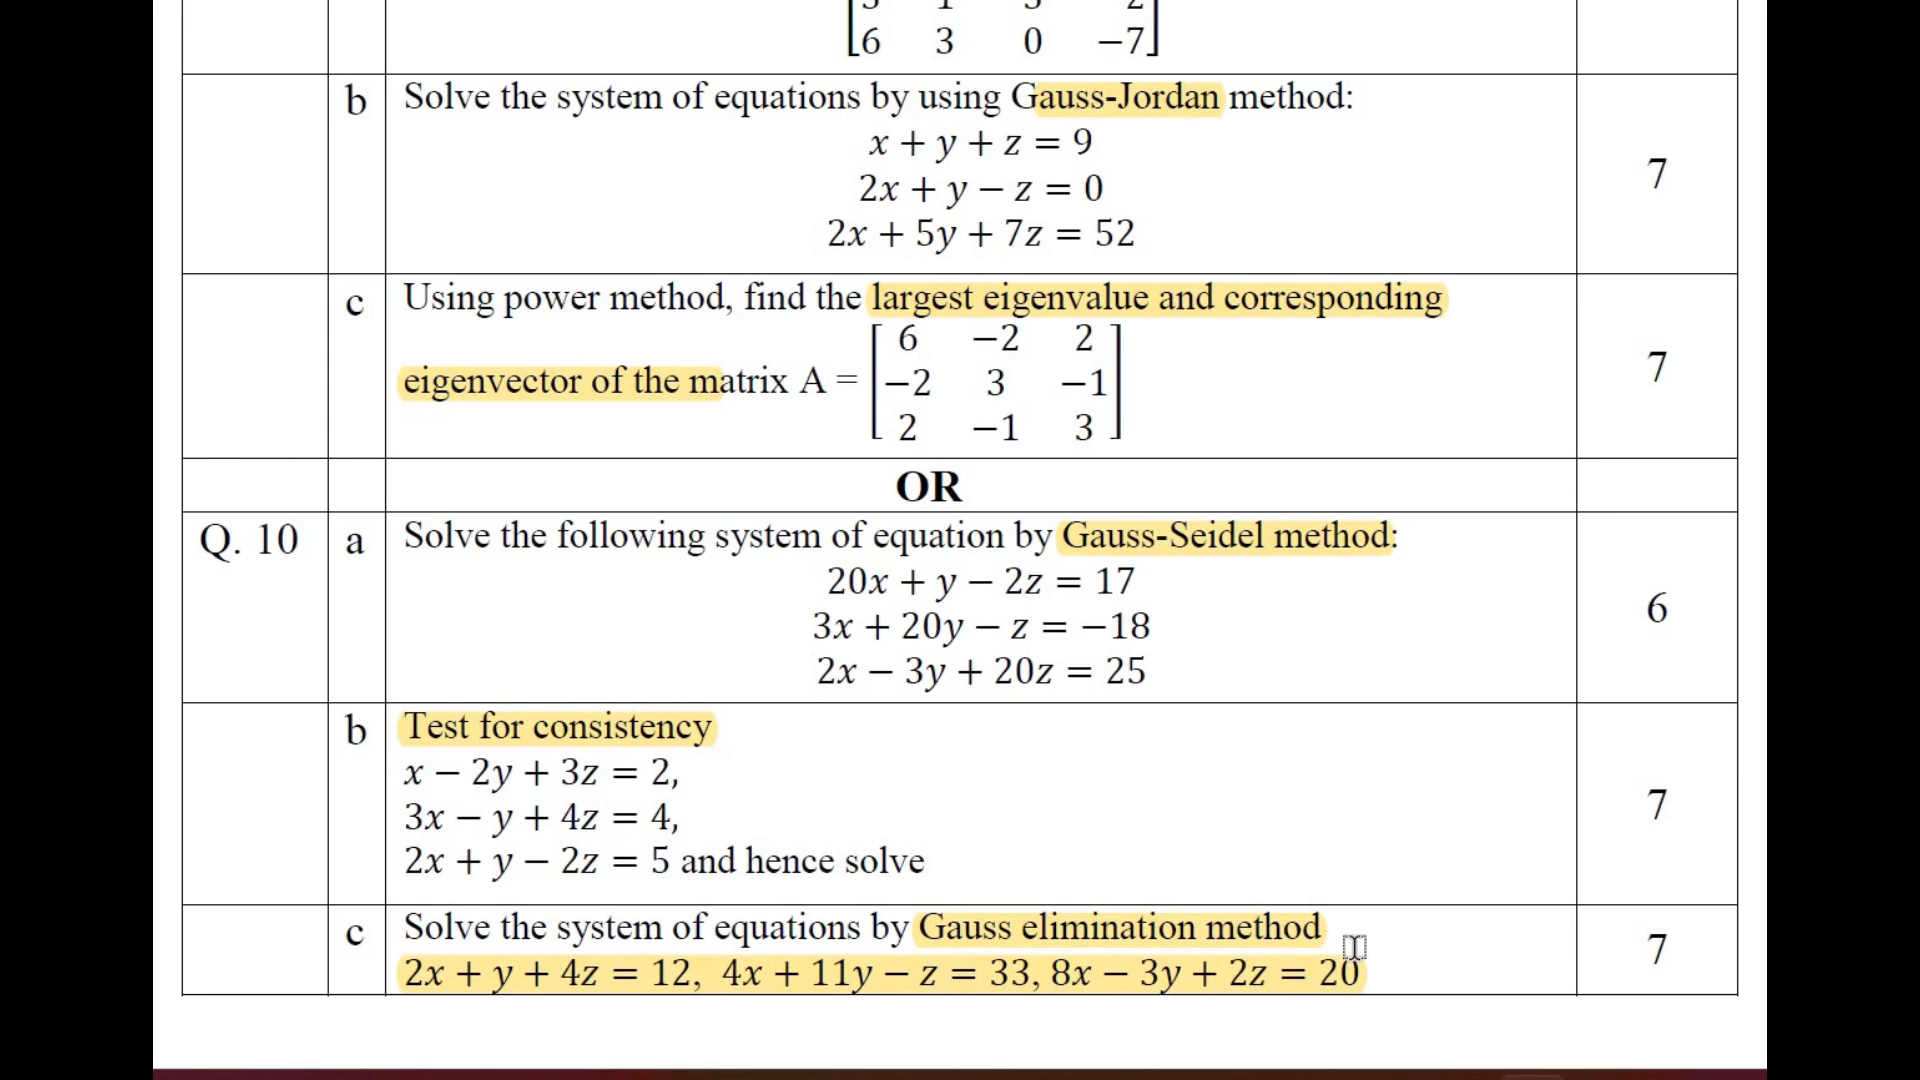 6 3 0 −7
b Solve the system of equations by using Gauss-Jordan method:
x + y + z = 9
2x + y − z = 0
2x + 5y + 7z = 52
7
c Using power method, find the largest eigenvalue and corresponding
6 −2 2
eigenvector of the matrix A = −2 3 −1
2 −1 3
7
OR
Q. 10 a Solve the following system of equation by Gauss-Seidel method:
20x + y − 2z = 17
3x + 20y − z = −18
2x − 3y + 20z = 25
6
b Test for consistency
x − 2y + 3z = 2,
3x − y + 4z = 4,
2x + y − 2z = 5 and hence solve
7
c Solve the system of equations by Gauss elimination method
2x + y + 4z = 12, 4x + 11y − z = 33, 8x − 3y + 2z = 20
7